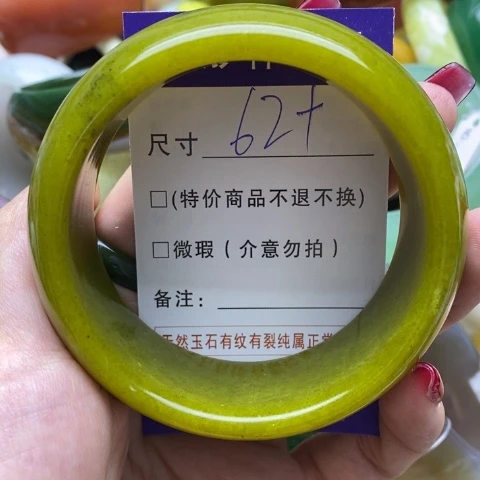 尺寸 62+
□(特价商品不退不换)
□微瑕(介意勿拍)
备注:
天然玉石有纹有裂纯属正常